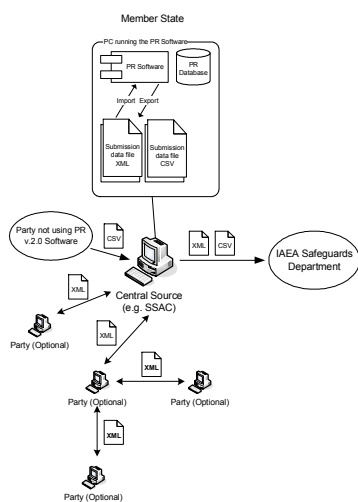 Member State
PC running the PR Software
PR Software
PR
Database
Import Export
Submission
data file
XML
Submission
data file
CSV
Party not using PR
v.2.0 Software
CSV
XML
CSV
IAEA Safeguards
Department
Central Source
(e.g. SSAC)
XML
XML
Party (Optional)
XML
Party (Optional)
Party (Optional)
XML
Party (Optional)